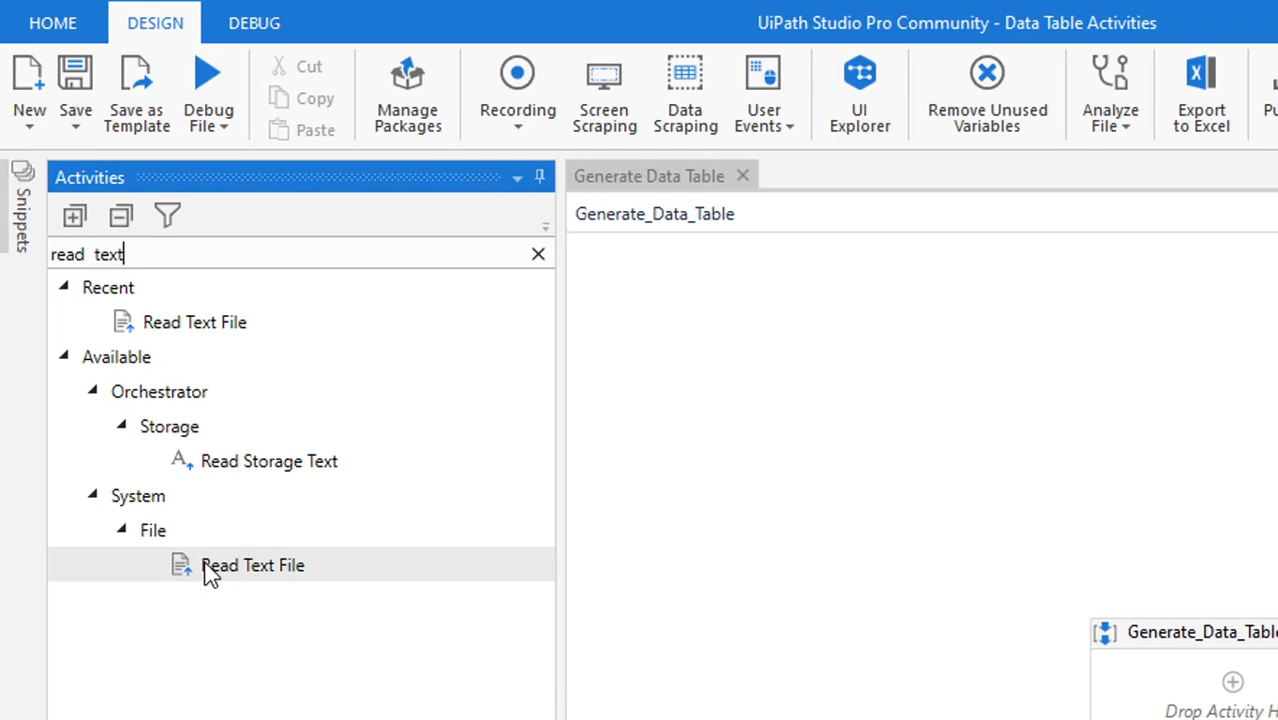 HOME DESIGN DEBUG UiPath Studio Pro Community - Data Table Activities
New Save Save as Template Debug File Cut Copy Paste Manage Packages Recording Screen Scraping Data Scraping User Events UI Explorer Remove Unused Variables Analyze File Export to Excel
Snippets
Activities
Generate Data Table
Generate_Data_Table
read text
Recent
Read Text File
Available
Orchestrator
Storage
Read Storage Text
System
File
Read Text File
Generate_Data_Table
Drop Activity